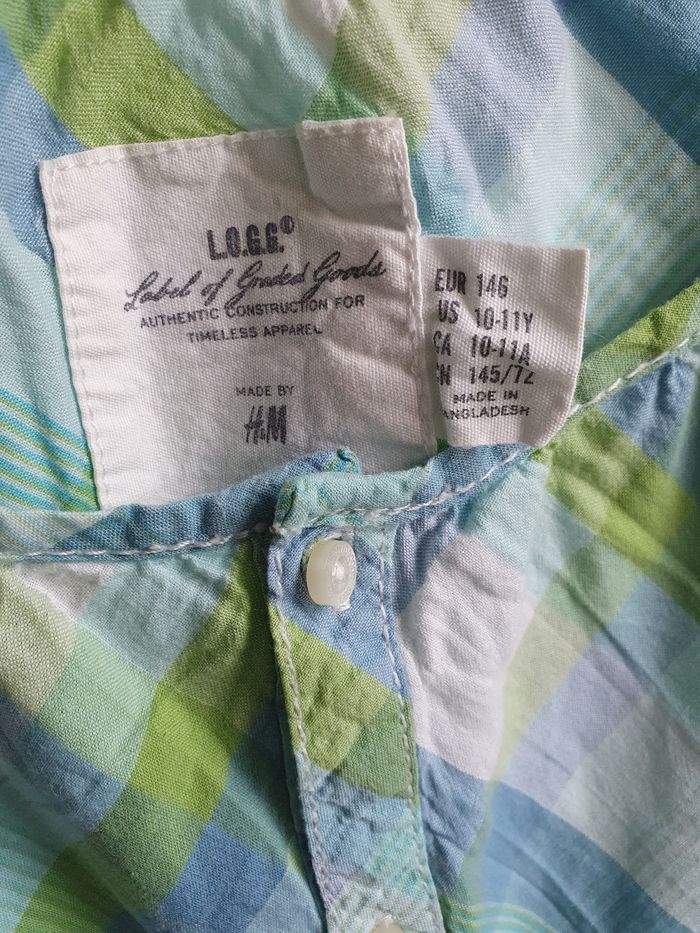 L.O.G.G.®
Label of Graded Goods
AUTHENTIC CONSTRUCTION FOR
TIMELESS APPAREL
MADE BY
H&M
EUR 146
US 10-11Y
CA 10-11A
CN 145/72
MADE IN
ANGLADESH